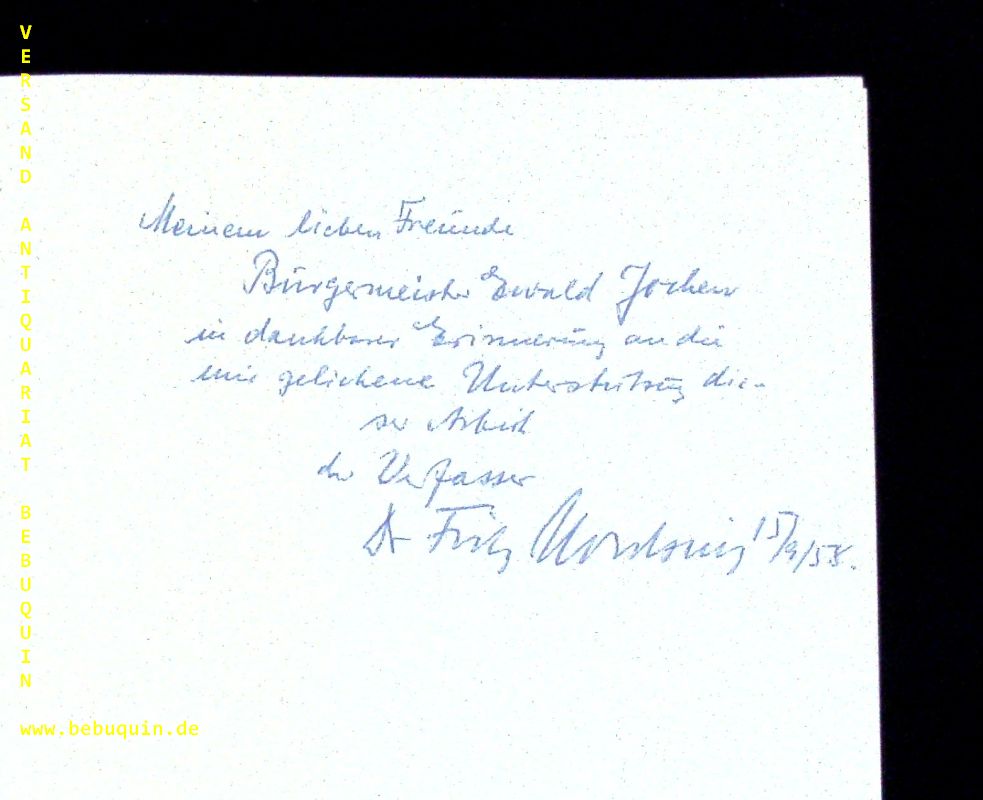 VERSAND ANTIQUARIAT BEBUQUIN
www.bebuquin.de
Meinem lieben Freunde
Bürgermeister Ewald Jochem
in dankbarer Erinnerung an die
mir geliehene Unterstützung die-
ser Arbeit
der Verfasser
Dr Fritz 15/9/58.